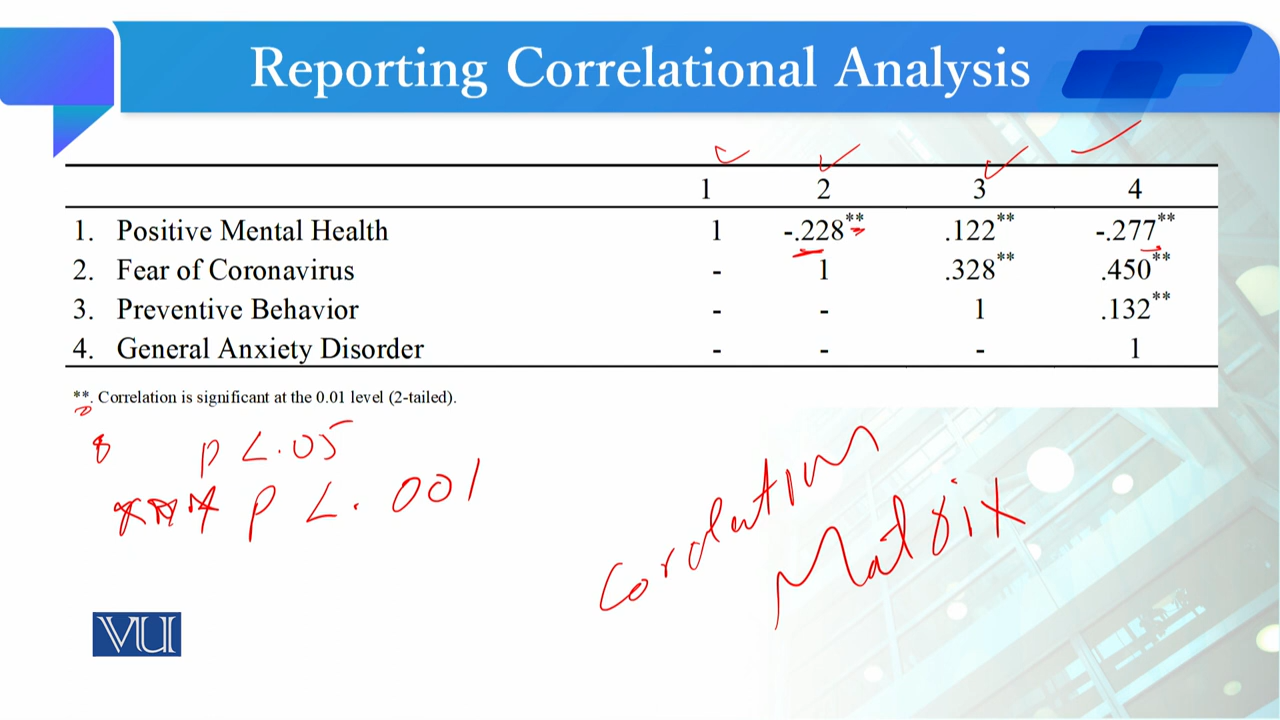 Reporting Correlational Analysis
1 2 3 4
1. Positive Mental Health 1 -.228** .122** -.277**
2. Fear of Coronavirus - 1 .328** .450**
3. Preventive Behavior - - 1 .132**
4. General Anxiety Disorder - - - 1
**. Correlation is significant at the 0.01 level (2-tailed).
p <.05
*** p <. 001
Matrix
VU